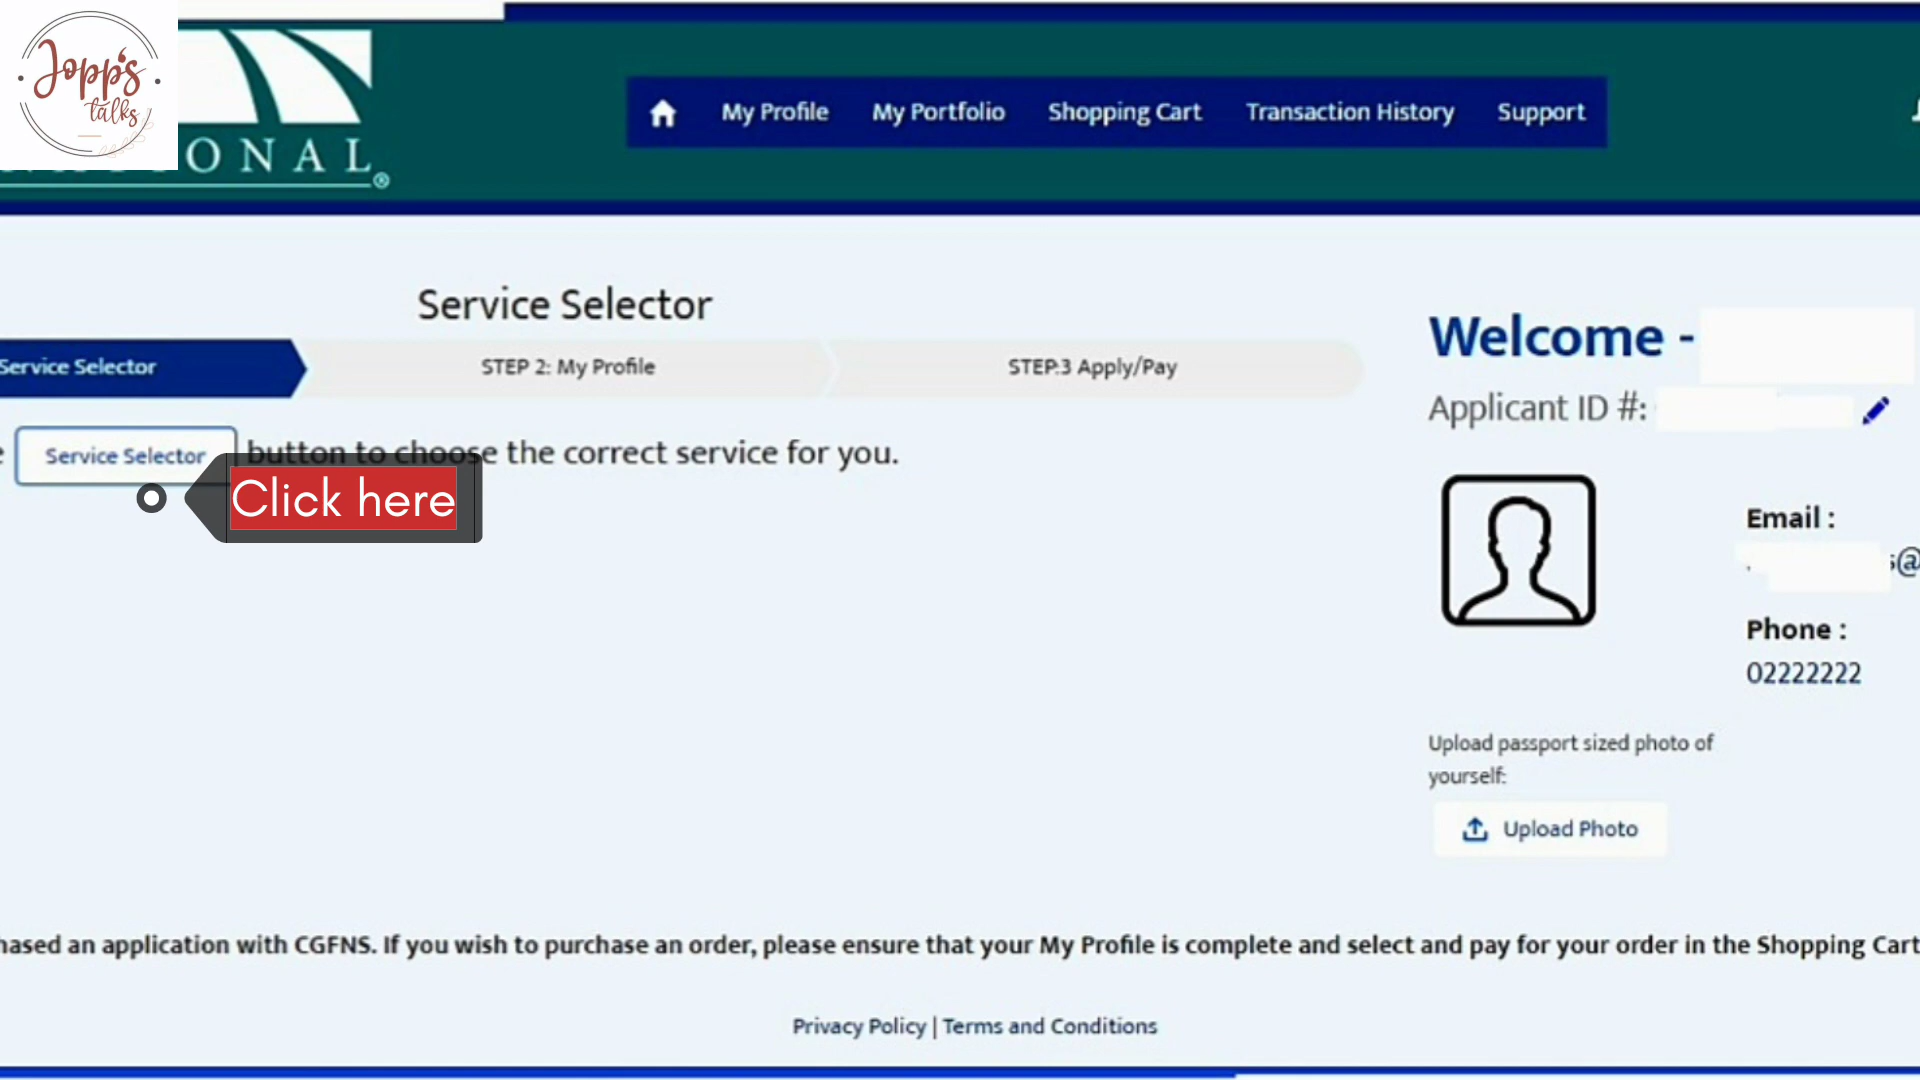 Jopp's
talks
ONAL®
My Profile
My Portfolio
Shopping Cart
Transaction History
Support
Service Selector
Service Selector
STEP 2: My Profile
STEP:3 Apply/Pay
Service Selector button to choose the correct service for you.
Click here
Welcome -
Applicant ID #:
Email :
s@
Phone :
02222222
Upload passport sized photo of
yourself:
Upload Photo
hased an application with CGFNS. If you wish to purchase an order, please ensure that your My Profile is complete and select and pay for your order in the Shopping Cart
Privacy Policy | Terms and Conditions